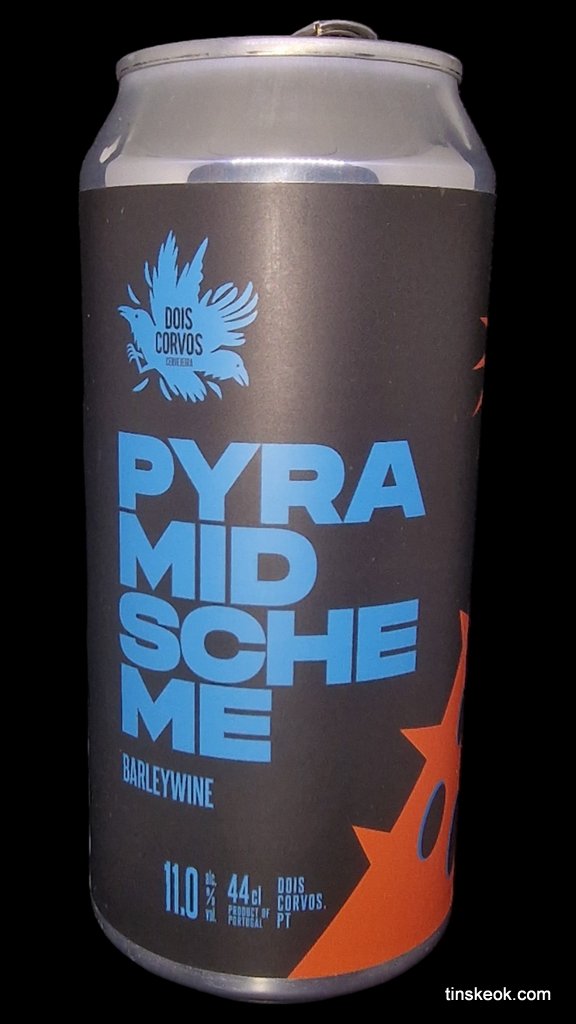 DOIS
CORVOS
CERVEJEIRA
PYRA
MID
SCHE
ME
BARLEYWINE
11.0 alc. % vol.
44cl
PRODUCT OF
PORTUGAL
DOIS
CORVOS.
PT
tinskeok.com